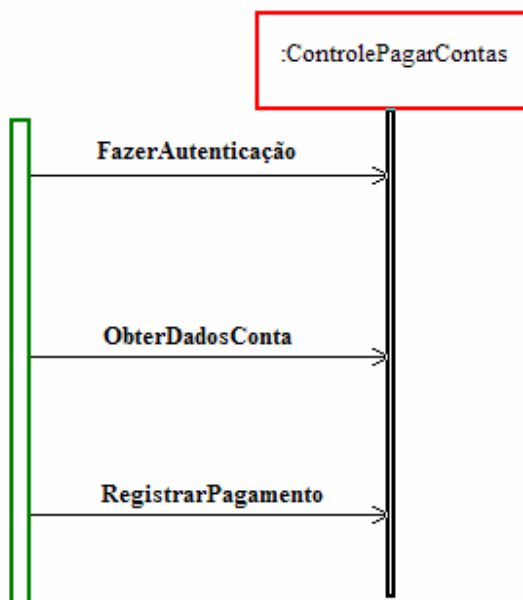 :ControlePagarContas
FazerAutenticação
ObterDadosConta
RegistrarPagamento